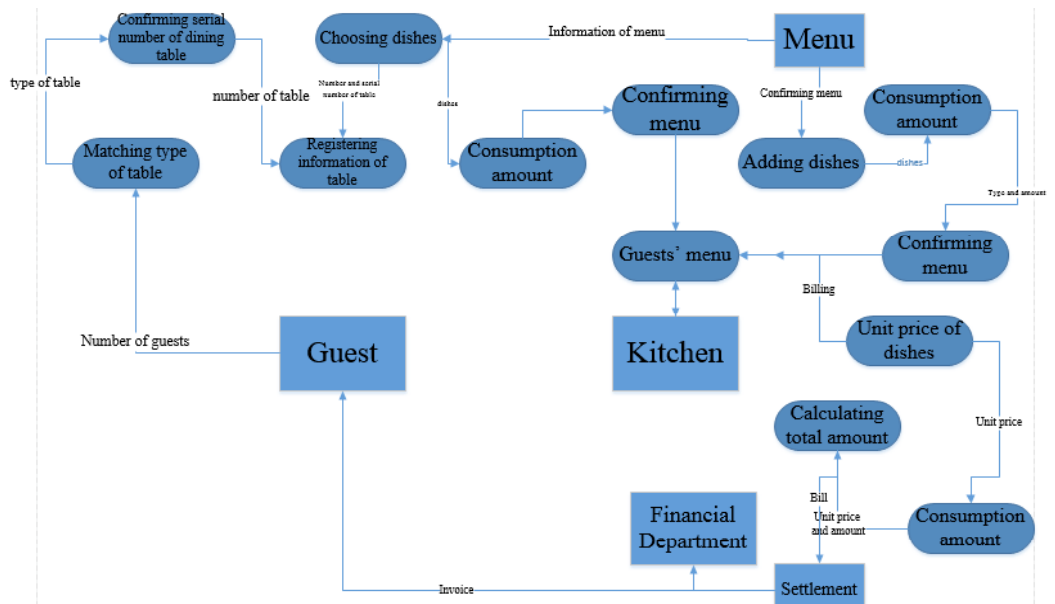 Confirming serial
number of dining
table
Choosing dishes
Information of menu
Menu
type of table
number of table
Number and serial
number of table
dishes
Confirming menu
Confirming
menu
Consumption
amount
Matching type
of table
Registering
information of
table
Consumption
amount
Adding dishes
dishes
Type and amount
Guests’ menu
Confirming
menu
Billing
Number of guests
Guest
Kitchen
Unit price of
dishes
Calculating
total amount
Unit price
Bill
Unit price
and amount
Consumption
amount
Financial
Department
Invoice
Settlement